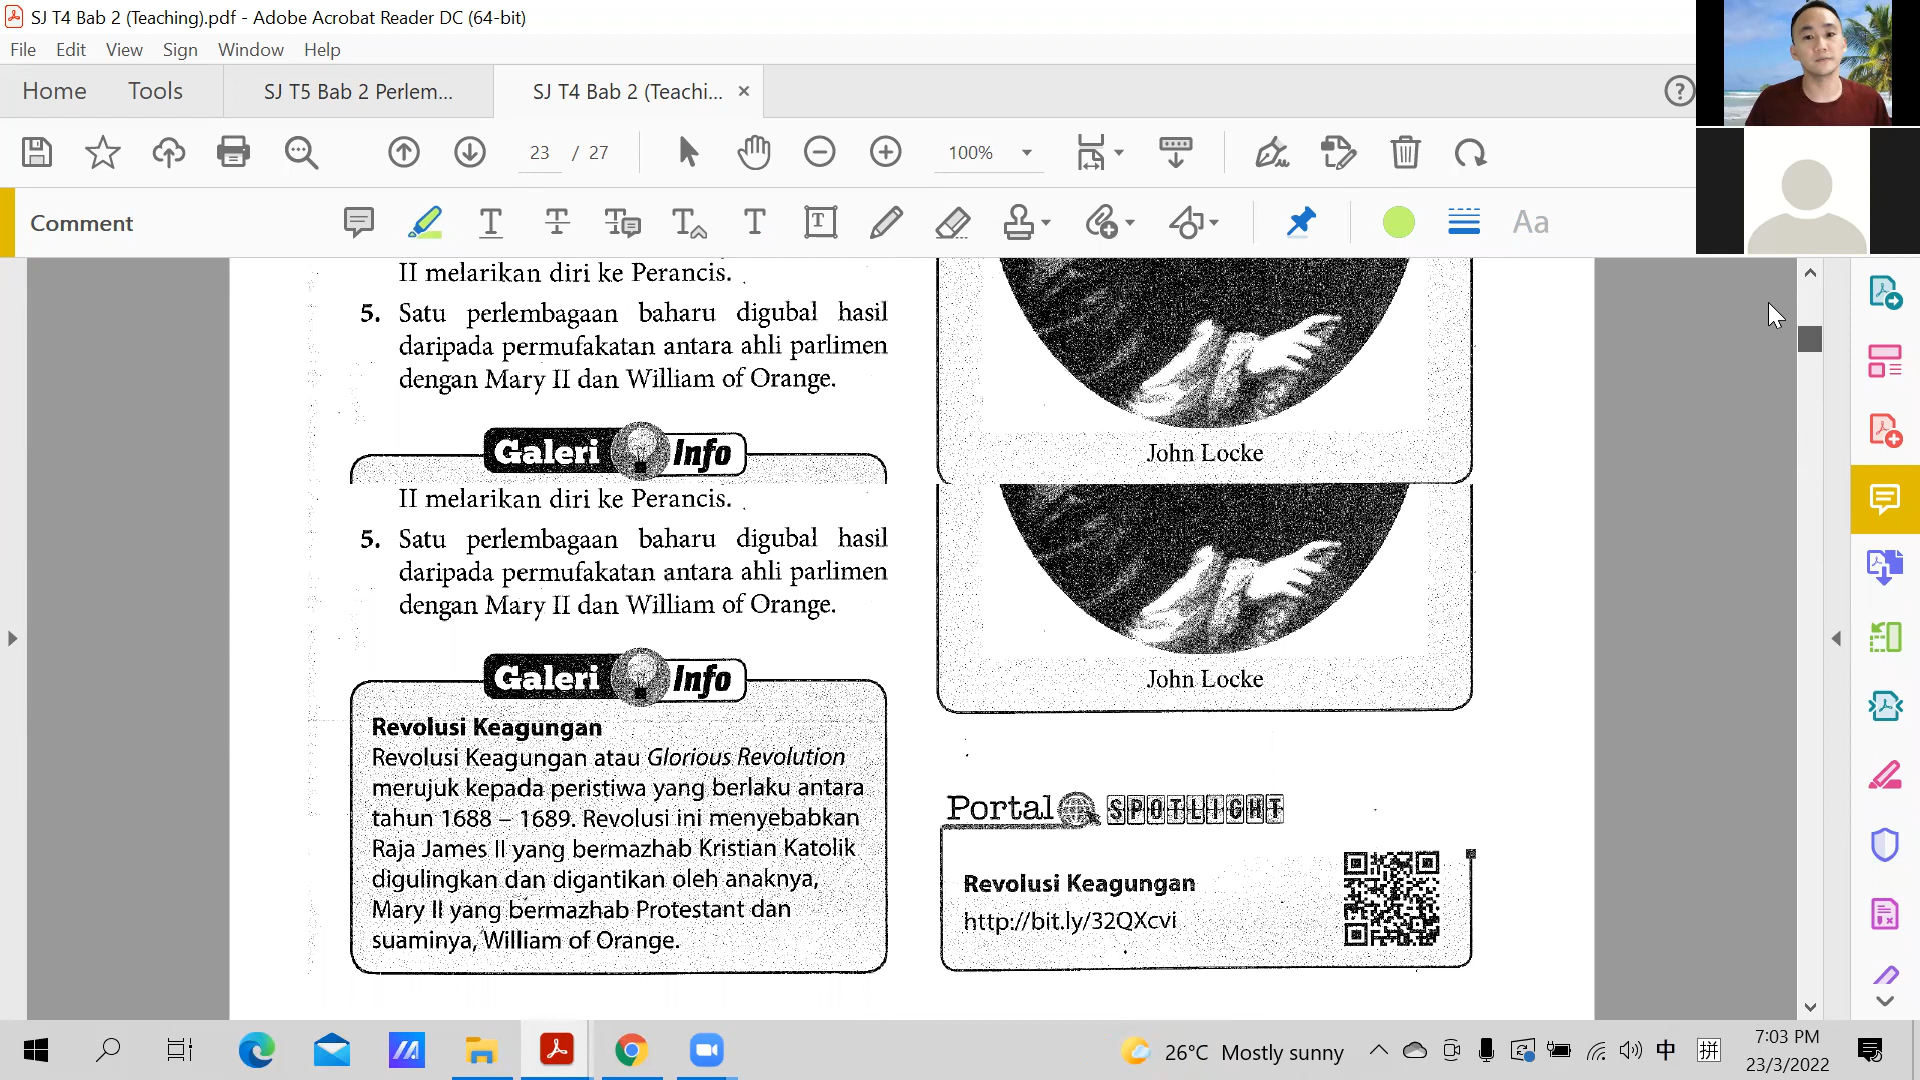 SJ T4 Bab 2 (Teaching).pdf - Adobe Acrobat Reader DC (64-bit)
File Edit View Sign Window Help
Home Tools SJ T5 Bab 2 Perlem... SJ T4 Bab 2 (Teachi... ×
23 / 27 100%
Comment Aa
II melarikan diri ke Perancis.
5. Satu perlembagaan baharu digubal hasil
daripada permufakatan antara ahli parlimen
dengan Mary II dan William of Orange.
Galeri Info
John Locke
II melarikan diri ke Perancis.
5. Satu perlembagaan baharu digubal hasil
daripada permufakatan antara ahli parlimen
dengan Mary II dan William of Orange.
Galeri Info
Revolusi Keagungan
Revolusi Keagungan atau Glorious Revolution
merujuk kepada peristiwa yang berlaku antara
tahun 1688 – 1689. Revolusi ini menyebabkan
Raja James II yang bermazhab Kristian Katolik
digulingkan dan digantikan oleh anaknya,
Mary II yang bermazhab Protestant dan
suaminya, William of Orange.
John Locke
Portal SPOTLIGHT
Revolusi Keagungan
http://bit.ly/32QXcvi
26°C Mostly sunny
中 拼
7:03 PM
23/3/2022